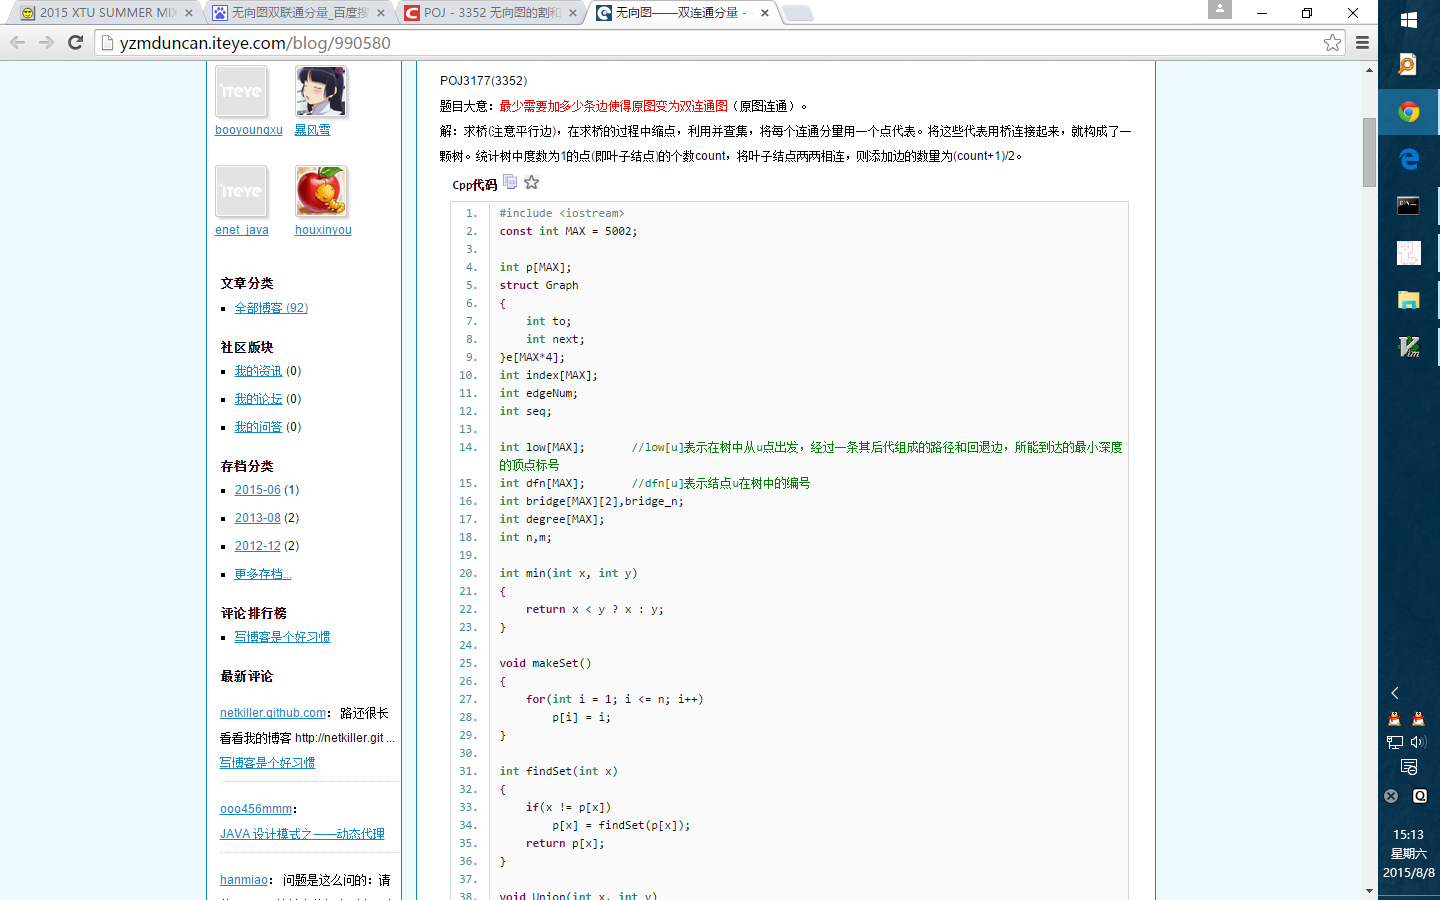 2015 XTU SUMMER MIX
无向图双联通分量_百度搜
POJ - 3352 无向图的割和
无向图——双连通分量 -
yzmduncan.iteye.com/blog/990580
ITEYE
booyoungxu
暴风雪
ITEYE
enet_java
houxinyou
文章分类
全部博客 (92)
社区版块
我的资讯 (0)
我的论坛 (0)
我的问答 (0)
存档分类
2015-06 (1)
2013-08 (2)
2012-12 (2)
更多存档...
评论排行榜
写博客是个好习惯
最新评论
netkiller.github.com： 路还很长
看看我的博客 http://netkiller.git ...
写博客是个好习惯
ooo456mmm：
JAVA 设计模式之——动态代理
hanmiao： 问题是这么问的：请
POJ3177(3352)
题目大意：最少需要加多少条边使得原图变为双连通图（原图连通）。
解：求桥(注意平行边)，在求桥的过程中缩点，利用并查集，将每个连通分量用一个点代表。将这些代表用桥连接起来，就构成了一
颗树。统计树中度数为1的点(即叶子结点)的个数count，将叶子结点两两相连，则添加边的数量为(count+1)/2。
Cpp代码
1. #include <iostream>
2. const int MAX = 5002;
3.
4. int p[MAX];
5. struct Graph
6. {
7.     int to;
8.     int next;
9. }e[MAX*4];
10. int index[MAX];
11. int edgeNum;
12. int seq;
13.
14. int low[MAX];       //low[u]表示在树中从u点出发，经过一条其后代组成的路径和回退边，所能到达的最小深度
的顶点标号
15. int dfn[MAX];       //dfn[u]表示结点u在树中的编号
16. int bridge[MAX][2],bridge_n;
17. int degree[MAX];
18. int n,m;
19.
20. int min(int x, int y)
21. {
22.     return x < y ? x : y;
23. }
24.
25. void makeSet()
26. {
27.     for(int i = 1; i <= n; i++)
28.         p[i] = i;
29. }
30.
31. int findSet(int x)
32. {
33.     if(x != p[x])
34.         p[x] = findSet(p[x]);
35.     return p[x];
36. }
37.
38. void Union(int x, int y)
15:13
星期六
2015/8/8